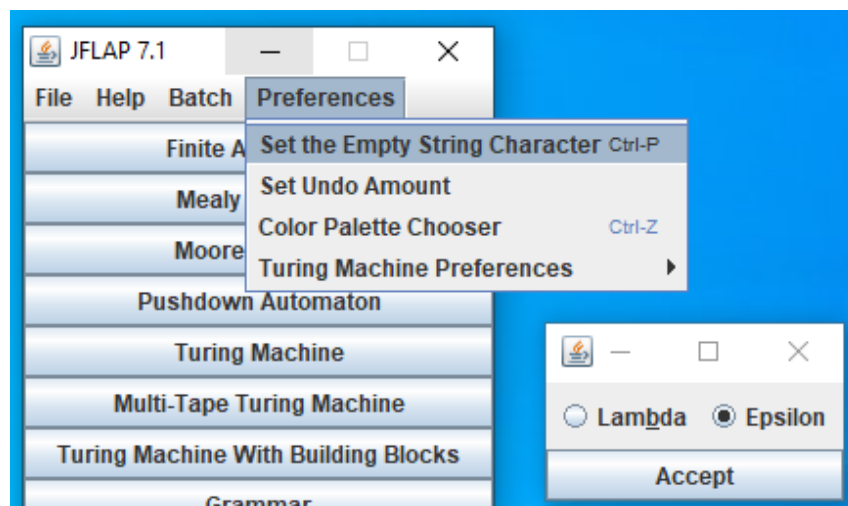 JFLAP 7.1
File Help Batch Preferences
Finite A
Set the Empty String Character Ctrl-P
Mealy
Set Undo Amount
Color Palette Chooser Ctrl-Z
Moore
Turing Machine Preferences
Pushdown Automaton
Turing Machine
Multi-Tape Turing Machine
Turing Machine With Building Blocks
Grammar
Lambda Epsilon
Accept